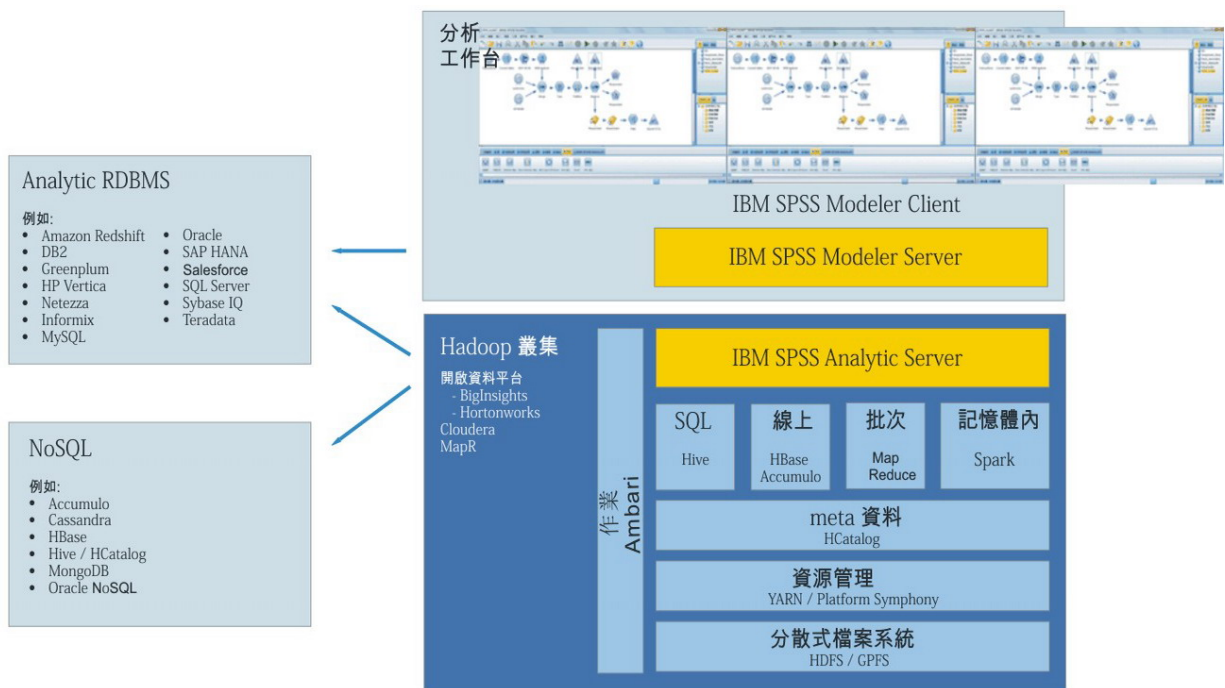 分析
工作台
IBM SPSS Modeler Client
IBM SPSS Modeler Server
Analytic RDBMS
例如:
• Amazon Redshift
• DB2
• Greenplum
• HP Vertica
• Netezza
• Informix
• MySQL
• Oracle
• SAP HANA
• Salesforce
• SQL Server
• Sybase IQ
• Teradata
NoSQL
例如:
• Accumulo
• Cassandra
• HBase
• Hive / HCatalog
• MongoDB
• Oracle NoSQL
Hadoop 叢集
開啟資料平台
- BigInsights
- Hortonworks
Cloudera
MapR
作業
Ambari
IBM SPSS Analytic Server
SQL
Hive
線上
HBase
Accumulo
批次
Map
Reduce
記憶體內
Spark
meta 資料
HCatalog
資源管理
YARN / Platform Symphony
分散式檔案系統
HDFS / GPFS